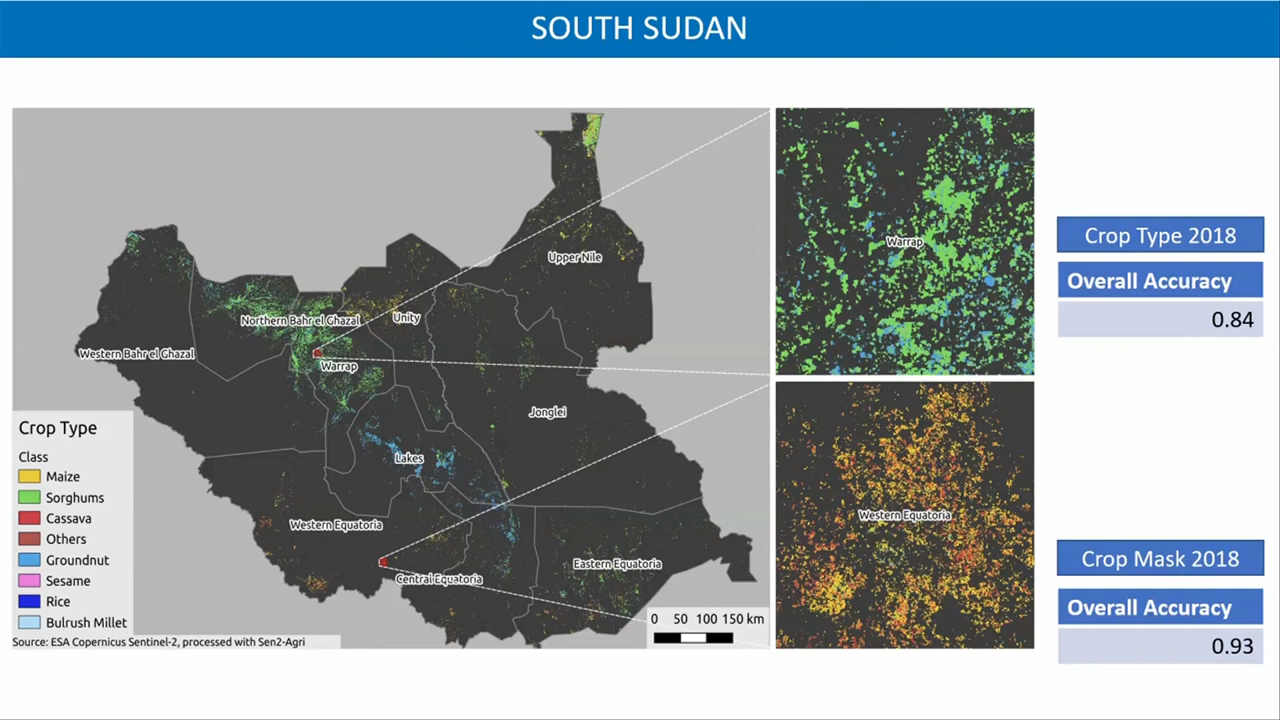 SOUTH SUDAN
Upper Nile
Northern Bahr el Ghazal
Unity
Western Bahr el Ghazal
Warrap
Jonglei
Lakes
Western Equatoria
Eastern Equatoria
Central Equatoria
Crop Type
Class
Maize
Sorghums
Cassava
Others
Groundnut
Sesame
Rice
Bulrush Millet
0 50 100 150 km
Source: ESA Copernicus Sentinel-2, processed with Sen2-Agri
Warrap
Western Equatoria
Crop Type 2018
Overall Accuracy
0.84
Crop Mask 2018
Overall Accuracy
0.93